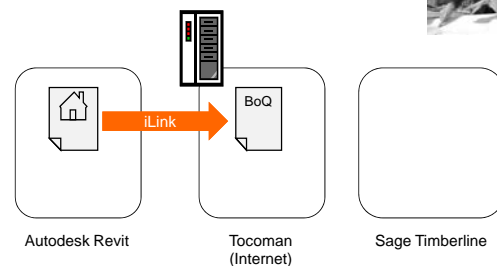 BoQ
iLink
Autodesk Revit
Tocoman
(Internet)
Sage Timberline